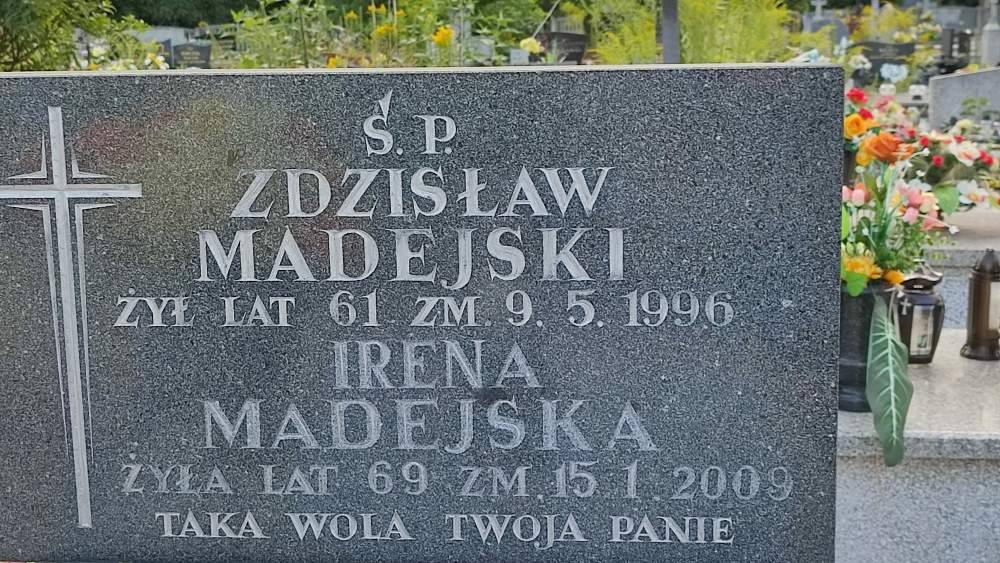 Ś. P.
ZDZISŁAW
MADEJSKI
ŻYŁ LAT 61 ZM. 9. 5. 1996
IRENA
MADEJSKA
ŻYŁA LAT 69 ZM. 15. 1. 2009
TAKA WOLA TWOJA PANIE